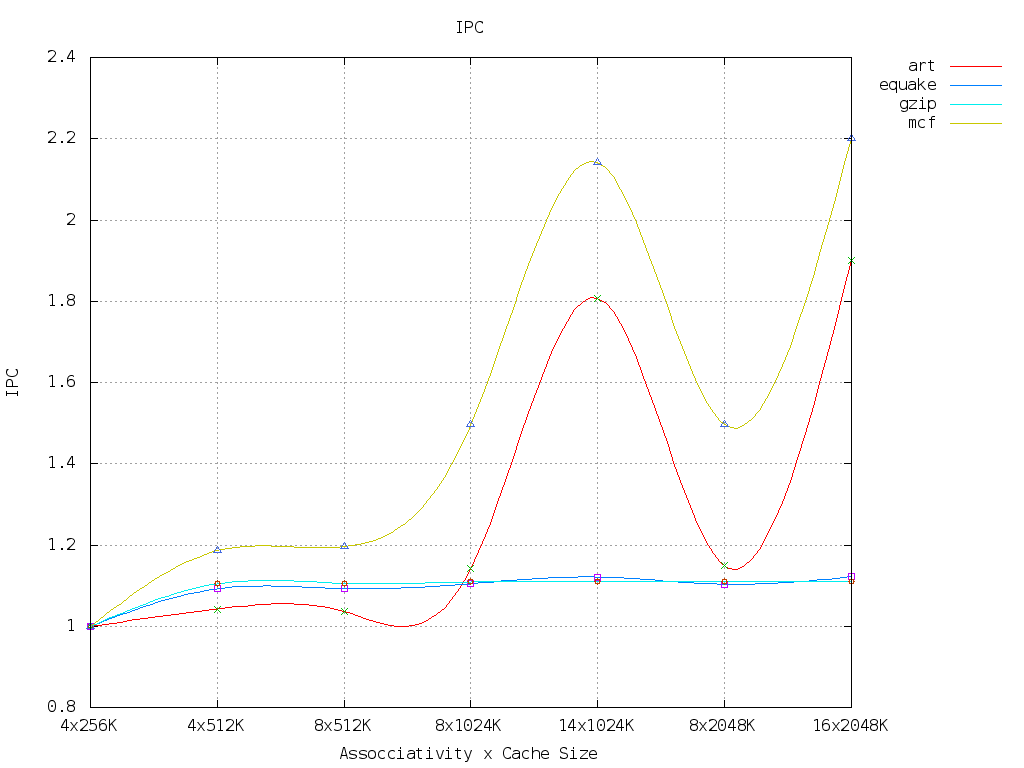 IPC
art
equake
gzip
mcf
2.4
2.2
2
1.8
1.6
1.4
1.2
1
0.8
IPC
4x256K 4x512K 8x512K 8x1024K 14x1024K 8x2048K 16x2048K
Assocciativity x Cache Size